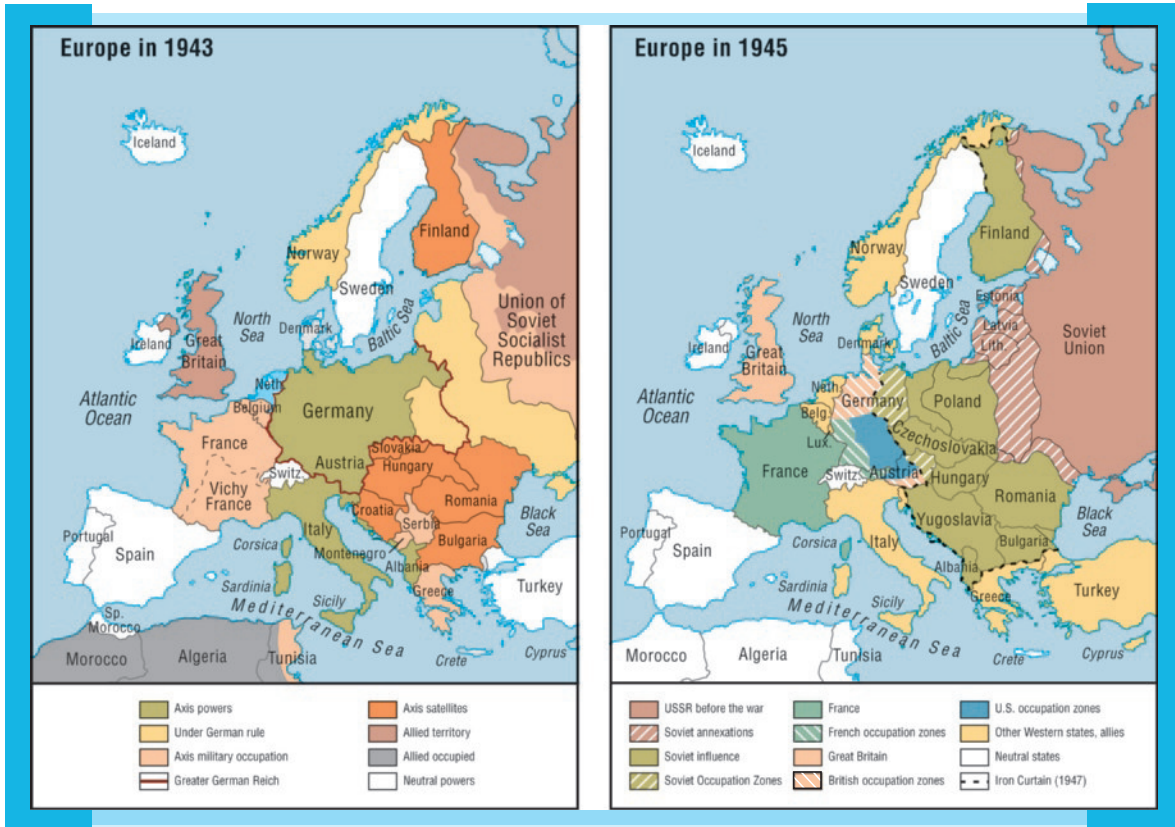 Europe in 1943
Iceland
Norway
Sweden
Finland
Union of
Soviet
Socialist
Republics
North
Sea
Denmark
Baltic Sea
Ireland
Great
Britain
Atlantic
Ocean
Neth.
Belgium
Germany
France
Slovakia
Austria
Hungary
Switz.
Vichy
France
Romania
Croatia
Serbia
Italy
Black
Sea
Bulgaria
Montenegro
Portugal
Spain
Corsica
Albania
Sardinia
Greece
Turkey
Sicily
Mediterranean Sea
Sp.
Morocco
Morocco
Algeria
Tunisia
Crete
Cyprus
Axis powers
Under German rule
Axis military occupation
Greater German Reich
Axis satellites
Allied territory
Allied occupied
Neutral powers
Europe in 1945
Iceland
Norway
Sweden
Finland
Estonia
Latvia
Lith.
Soviet
Union
North
Sea
Denmark
Baltic Sea
Ireland
Great
Britain
Atlantic
Ocean
Neth.
Belg.
Germany
Poland
Lux.
Czechoslovakia
France
Switz.
Austria
Hungary
Romania
Yugoslavia
Italy
Black
Sea
Bulgaria
Portugal
Spain
Corsica
Albania
Sardinia
Greece
Turkey
Sicily
Mediterranean Sea
Morocco
Algeria
Tunisia
Crete
Cyprus
USSR before the war
Soviet annexations
Soviet influence
Soviet Occupation Zones
France
French occupation zones
Great Britain
British occupation zones
U.S. occupation zones
Other Western states, allies
Neutral states
Iron Curtain (1947)